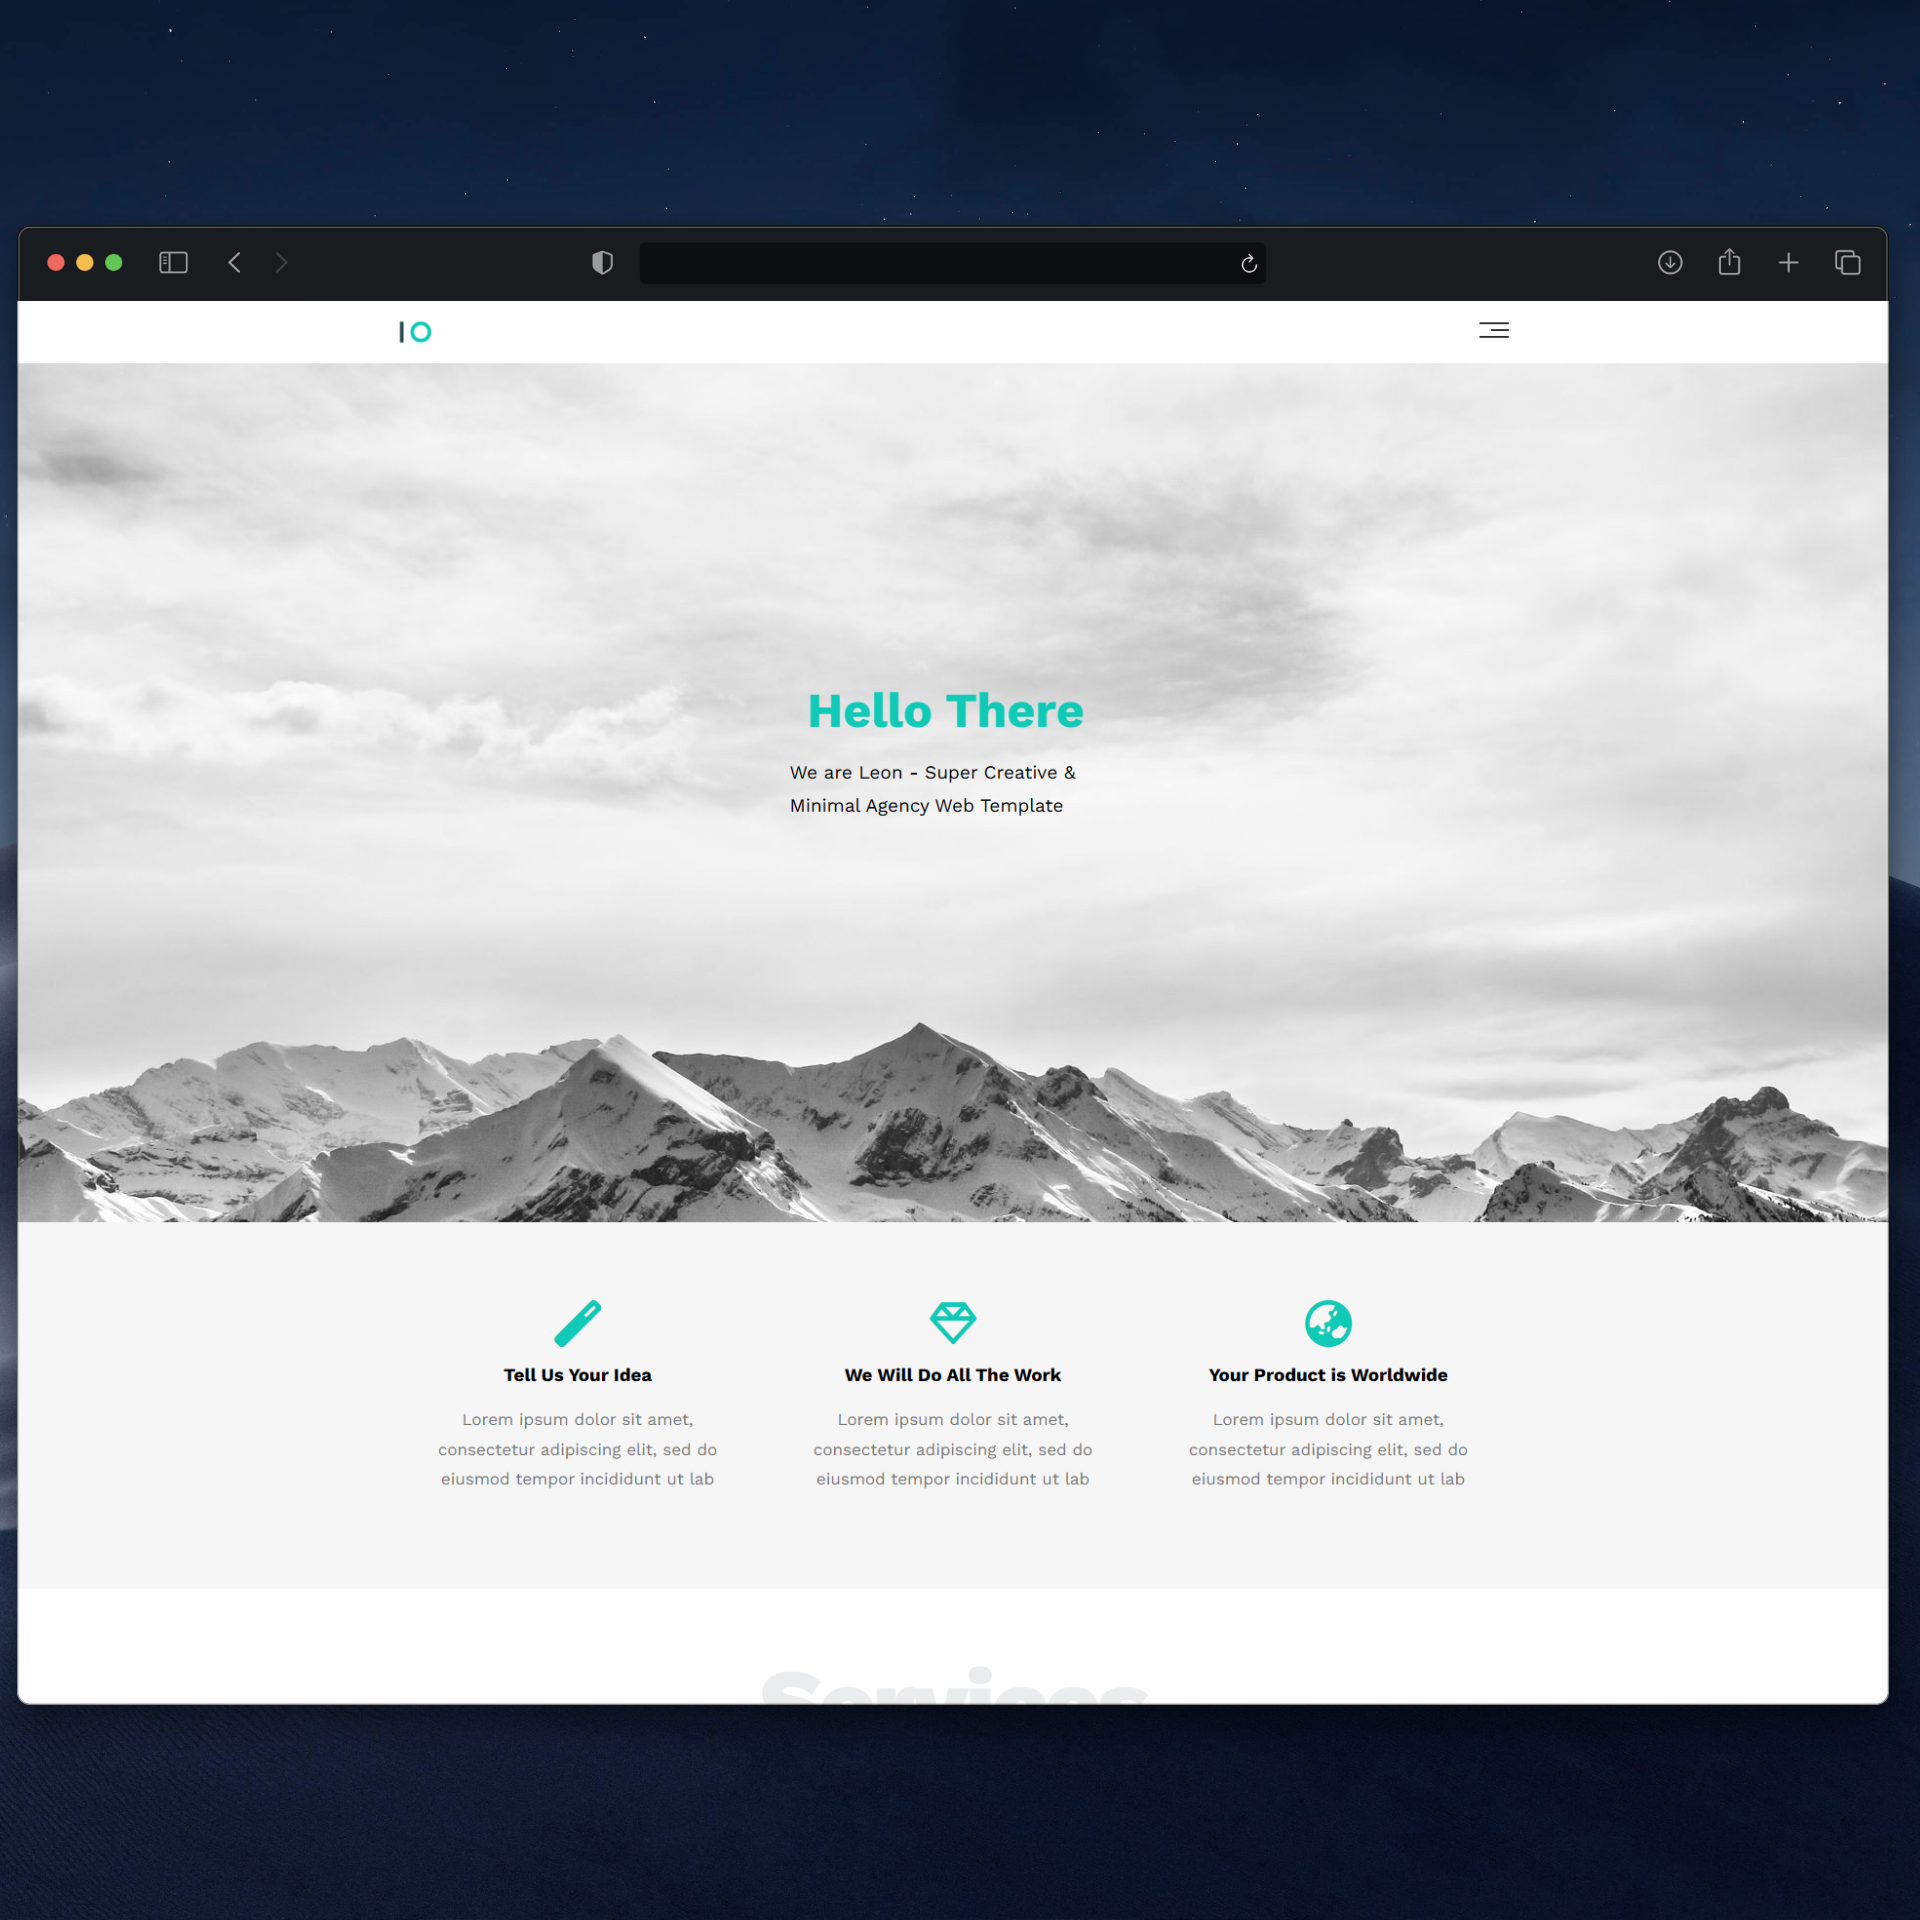 IO
Hello There
We are Leon - Super Creative &
Minimal Agency Web Template
Tell Us Your Idea
Lorem ipsum dolor sit amet,
consectetur adipiscing elit, sed do
eiusmod tempor incididunt ut lab
We Will Do All The Work
Lorem ipsum dolor sit amet,
consectetur adipiscing elit, sed do
eiusmod tempor incididunt ut lab
Your Product is Worldwide
Lorem ipsum dolor sit amet,
consectetur adipiscing elit, sed do
eiusmod tempor incididunt ut lab
Services